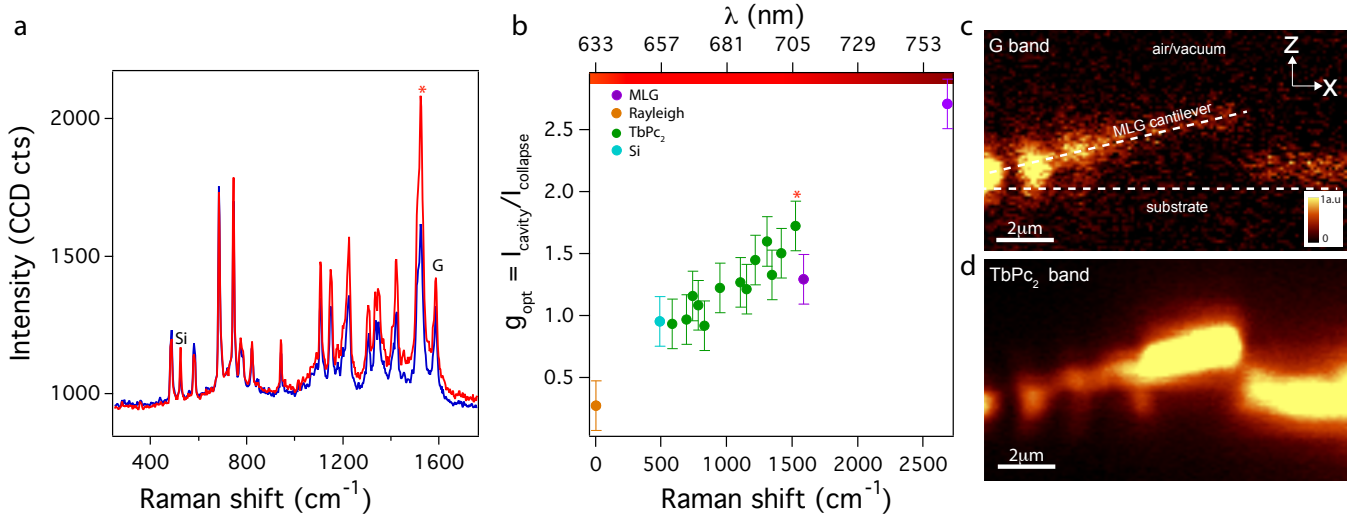 a
Intensity (CCD cts)
2000
1500
1000
*
Si
G
400
800
1200
1600
Raman shift (cm⁻¹)
b
λ (nm)
633
657
681
705
729
753
MLG
Rayleigh
TbPc₂
Si
*
g_opt = I_cavity/I_collapse
2.5
2.0
1.5
1.0
0.5
0
500
1000
1500
2000
2500
Raman shift (cm⁻¹)
c
G band
air/vacuum
Z
X
MLG cantilever
substrate
2μm
1a.u
0
d
TbPc₂ band
2μm